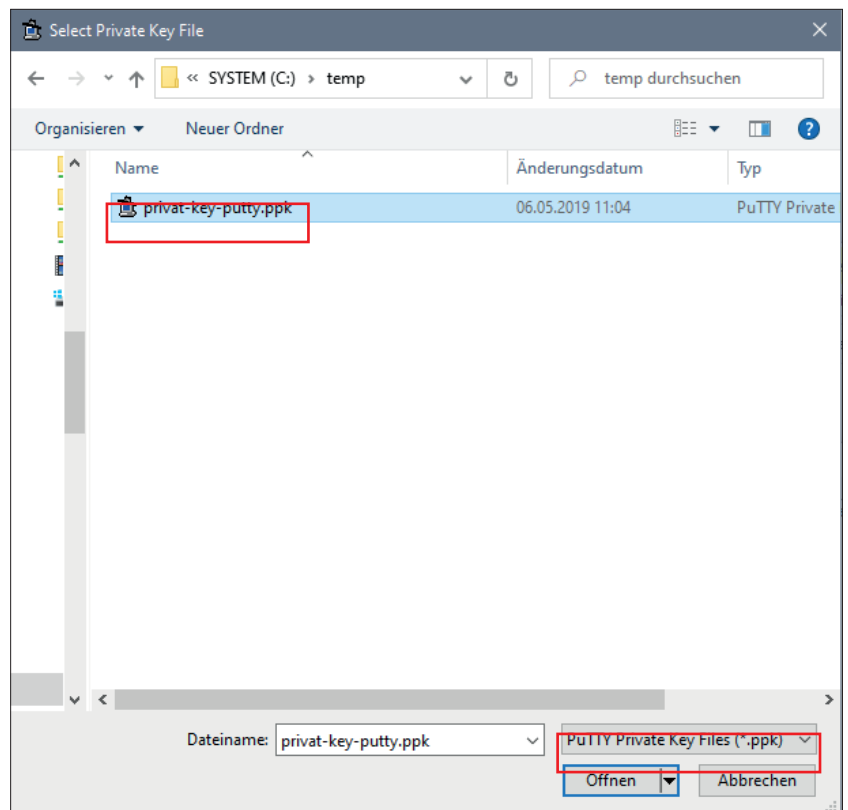 Select Private Key File
« SYSTEM (C:) › temp
temp durchsuchen
Organisieren
Neuer Ordner
Name
Änderungsdatum
Typ
privat-key-putty.ppk
06.05.2019 11:04
PuTTY Private
Dateiname:
privat-key-putty.ppk
PuTTY Private Key Files (*.ppk)
Öffnen
Abbrechen